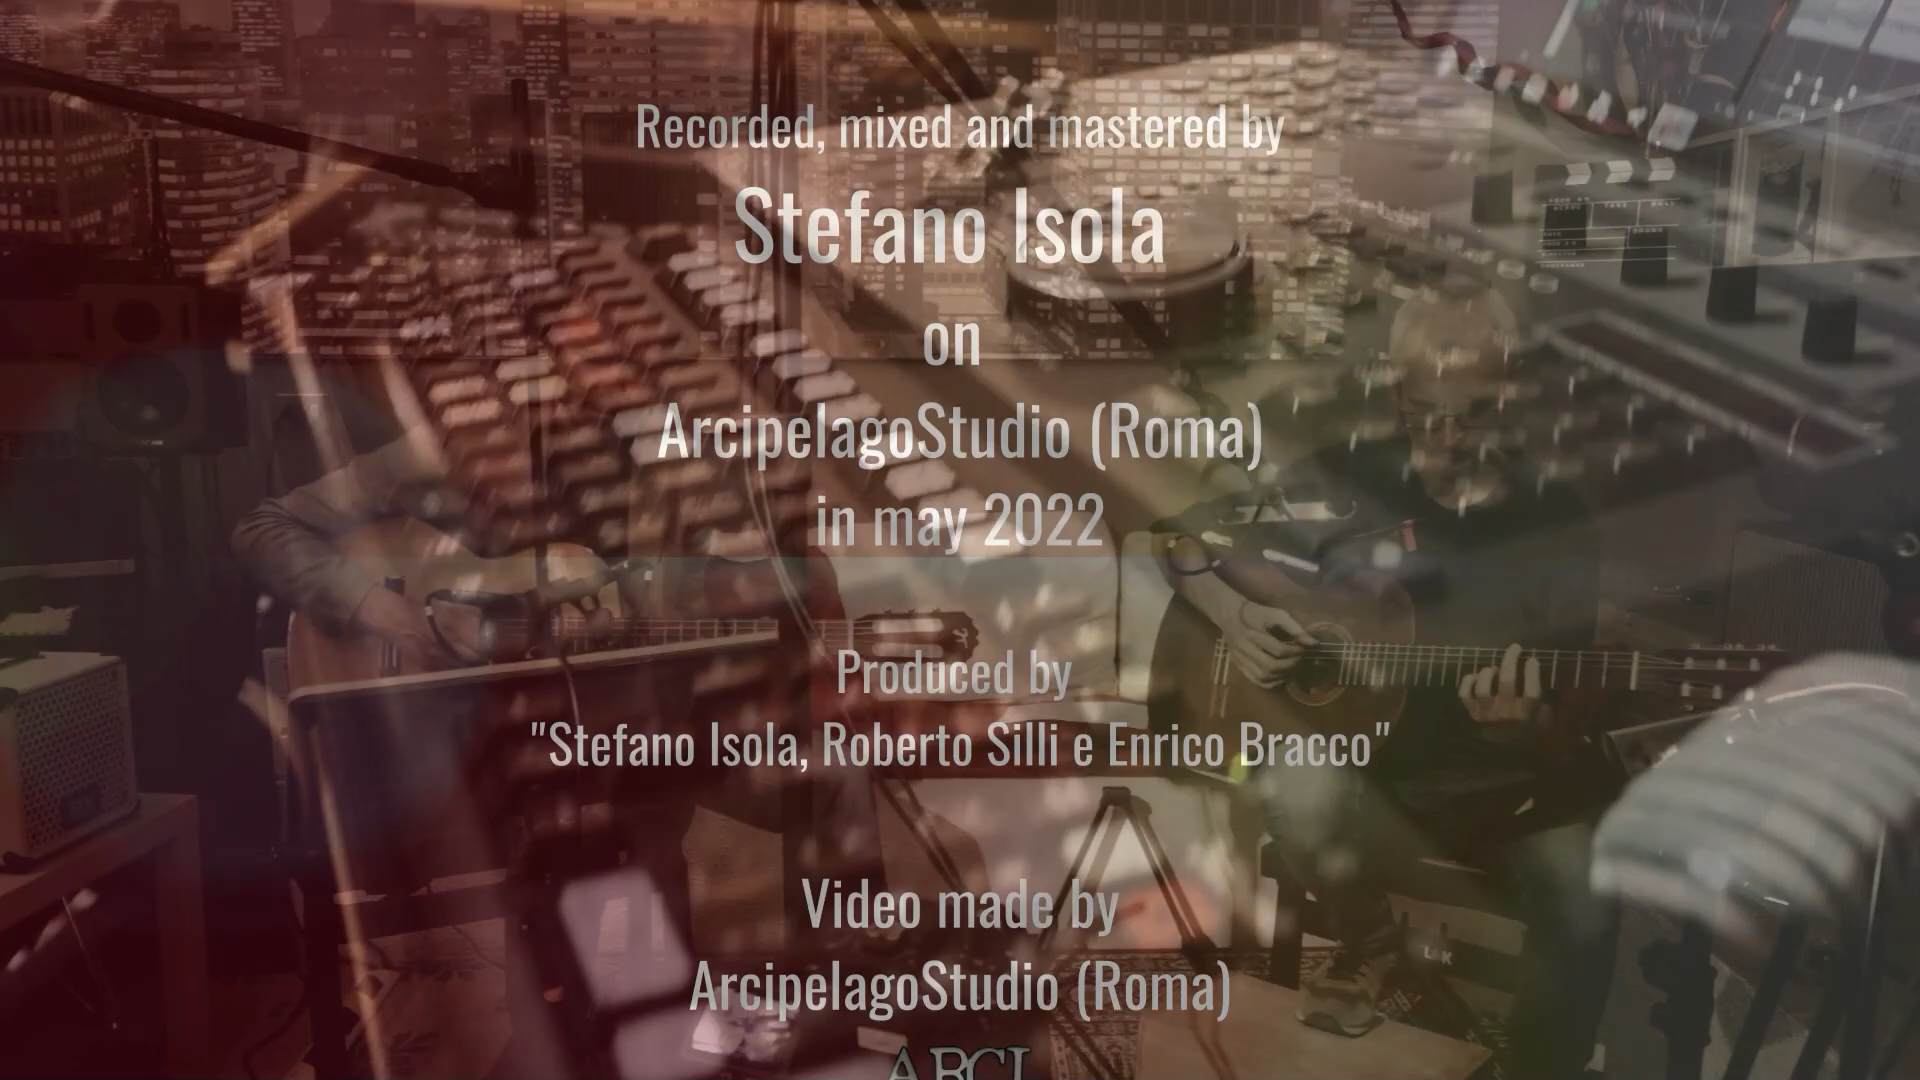 Recorded, mixed and mastered by
Stefano Isola
on
ArcipelagoStudio (Roma)
in may 2022
Produced by
"Stefano Isola, Roberto Silli e Enrico Bracco"
Video made by
ArcipelagoStudio (Roma)
ARCI